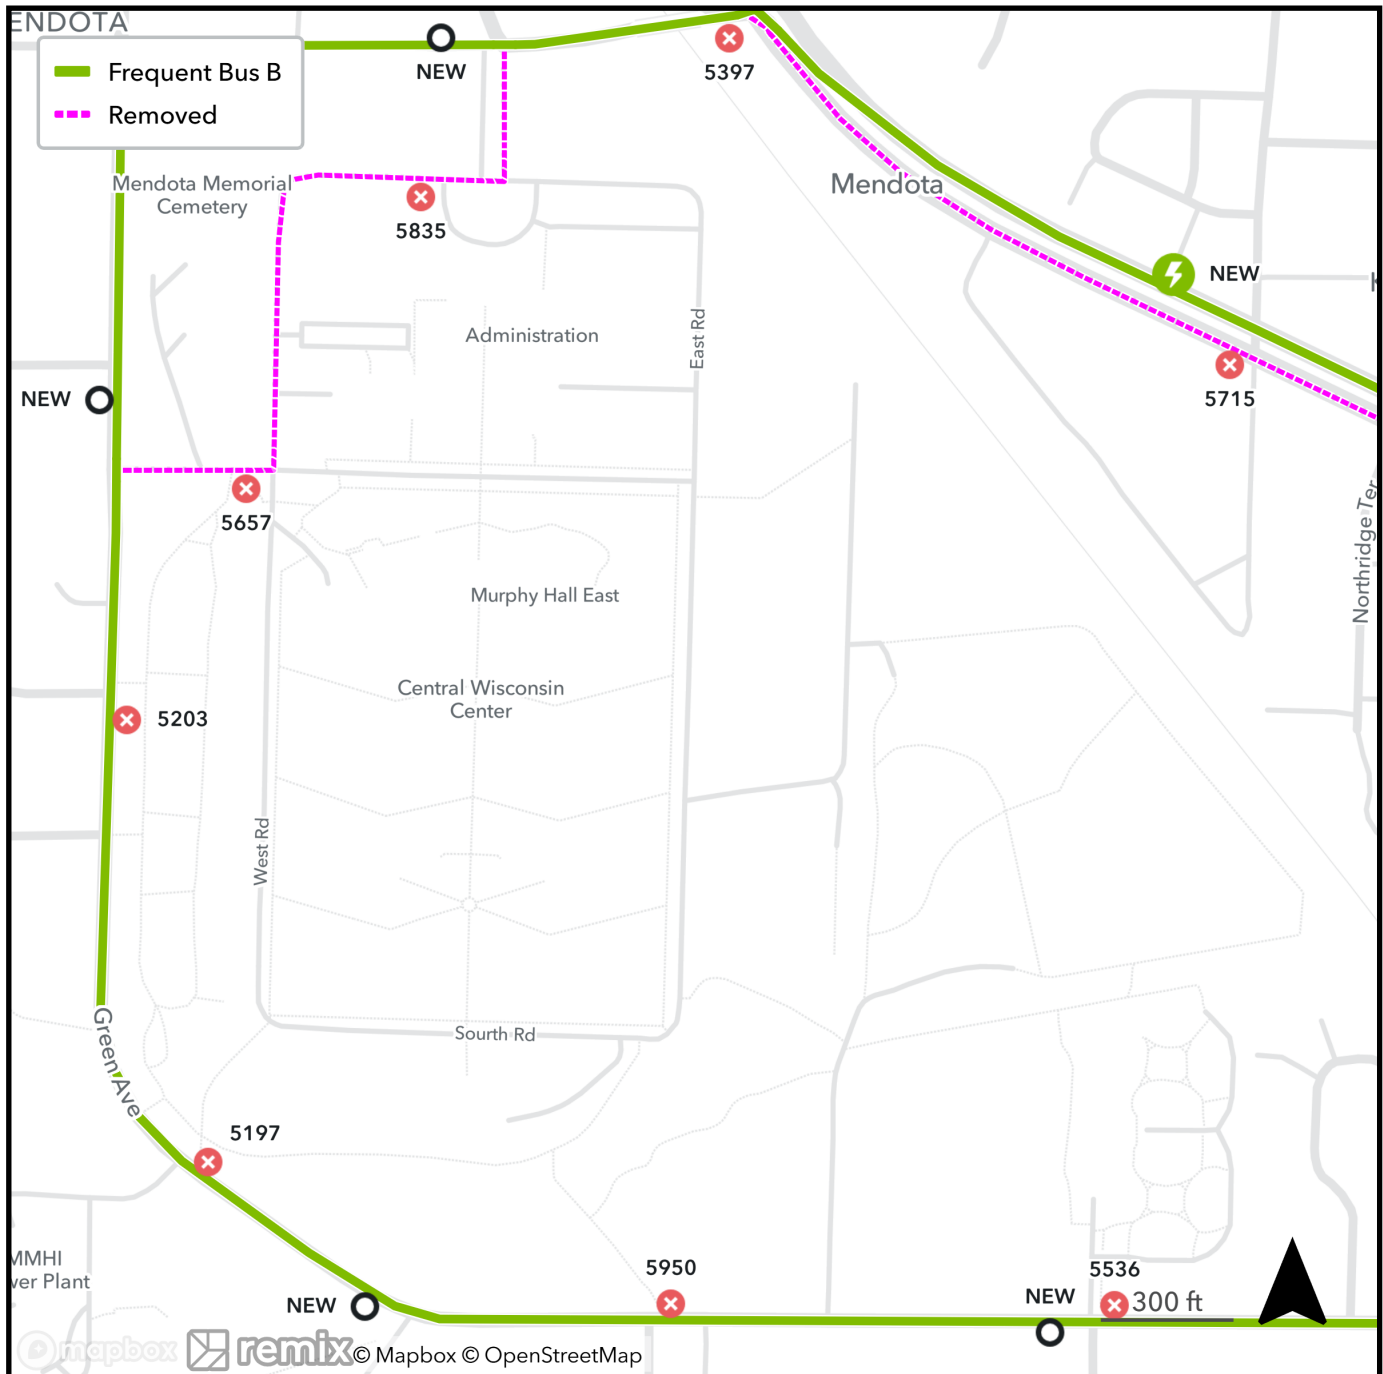 ENDOTA
Frequent Bus B
Removed
NEW
5397
Mendota Memorial
Cemetery
5835
Mendota
NEW
Administration
East Rd
5715
NEW
5657
Northridge Ter
Murphy Hall East
Central Wisconsin
Center
5203
West Rd
Sourth Rd
Green Ave
5197
MMHI
wer Plant
NEW
5950
NEW
5536
300 ft
mapbox
remix
© Mapbox © OpenStreetMap